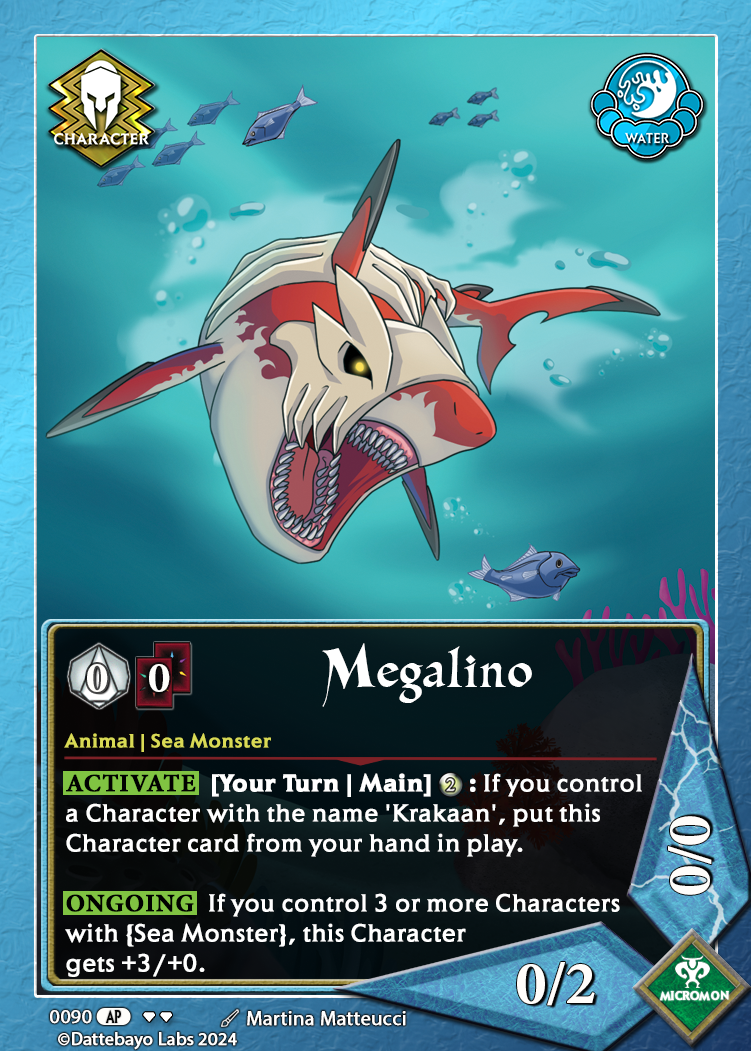 CHARACTER
WATER
0 0 Megalino
Animal | Sea Monster
ACTIVATE [Your Turn | Main] 2 : If you control
a Character with the name 'Krakaan', put this
Character card from your hand in play.
0/0
ONGOING If you control 3 or more Characters
with {Sea Monster}, this Character
gets +3/+0.
0/2
MICROMON
0090 AP Martina Matteucci
©Dattebayo Labs 2024